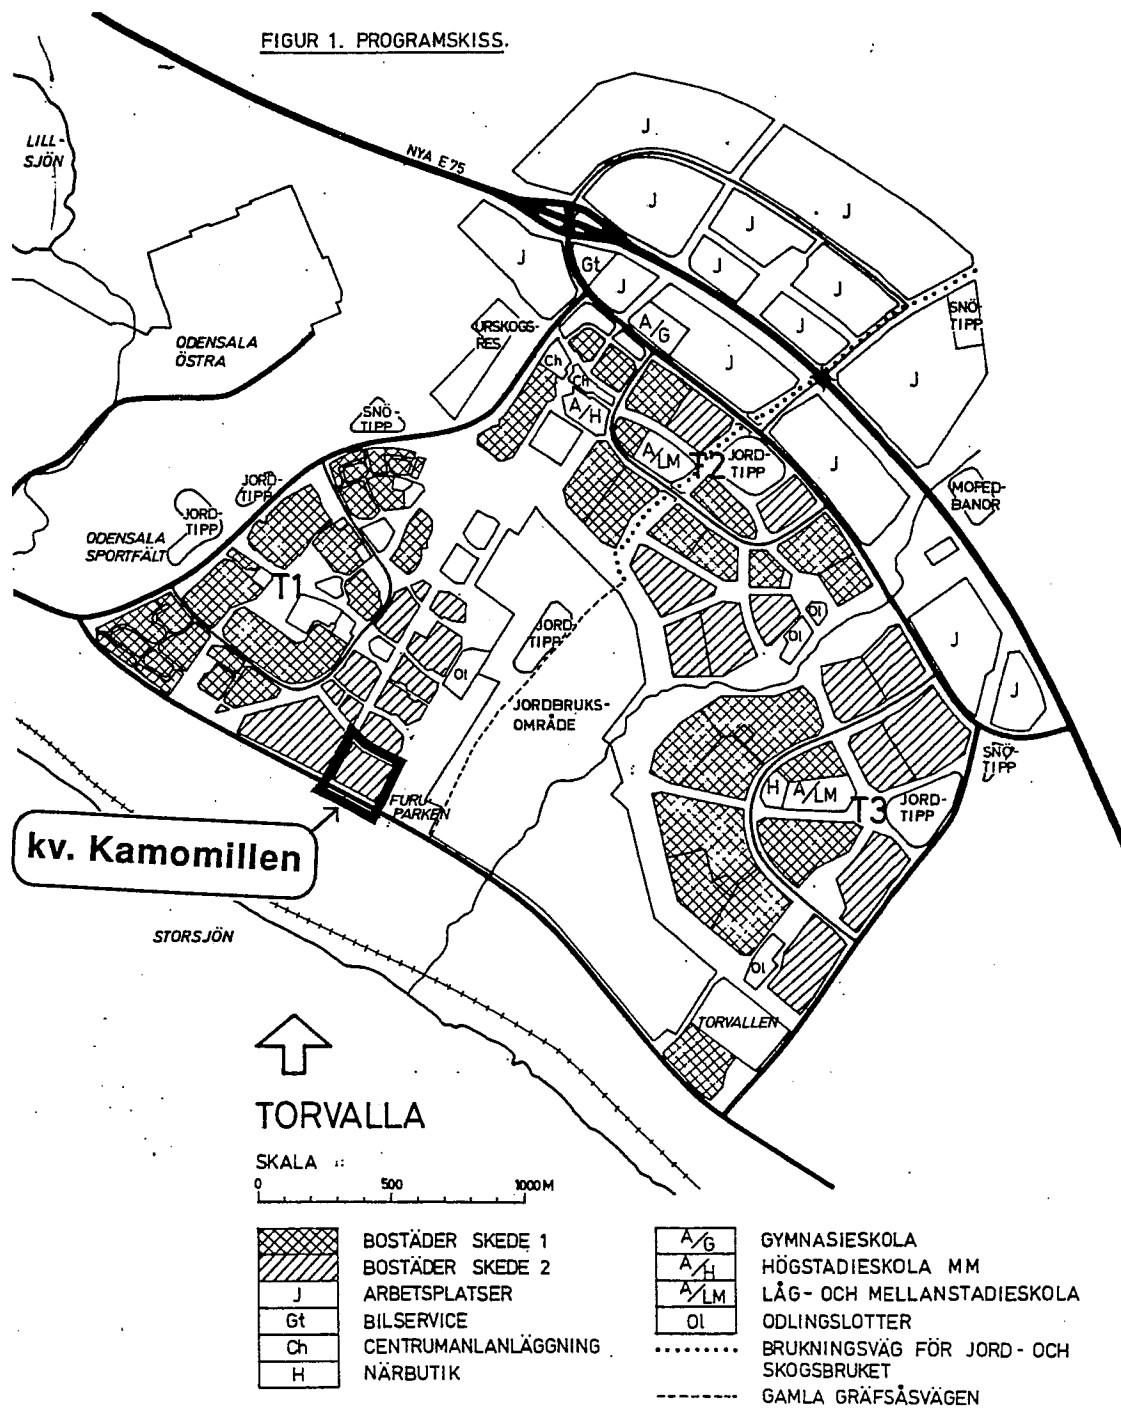 FIGUR 1. PROGRAMSKISS.
LILL-
SJÖN
NYA E75
J
J
J
J
J
J
J
J
J
Gt
J
SNÖ-
TIPP
URSKOGS-
RES.
A/G
ODENSALA
ÖSTRA
Ch
Ch
J
J
A/H
SNÖ-
TIPP
A/LM
T2
JORD-
TIPP
J
JORD-
TIPP
JORD-
TIPP
MOPED-
BANOR
ODENSALA
SPORTFÄLT
T1
JORD-
TIPP
Ol
Ol
J
Ol
J
JORDBRUKS-
OMRÅDE
SNÖ-
TIPP
H
A/LM
T3
JORD-
TIPP
FURU-
PARKEN
kv. Kamomillen
STORSJÖN
Ol
TORVALLEN
TORVALLA
SKALA
0 500 1000 M
BOSTÄDER SKEDE 1
BOSTÄDER SKEDE 2
J ARBETSPLATSER
Gt BILSERVICE
Ch CENTRUMANLANLÄGGNING
H NÄRBUTIK
A/G GYMNASIESKOLA
A/H HÖGSTADIESKOLA MM
A/LM LÅG- OCH MELLANSTADIESKOLA
Ol ODLINGSLOTTER
BRUKNINGSVÄG FÖR JORD- OCH
SKOGSBRUKET
GAMLA GRÄFSÅSVÄGEN